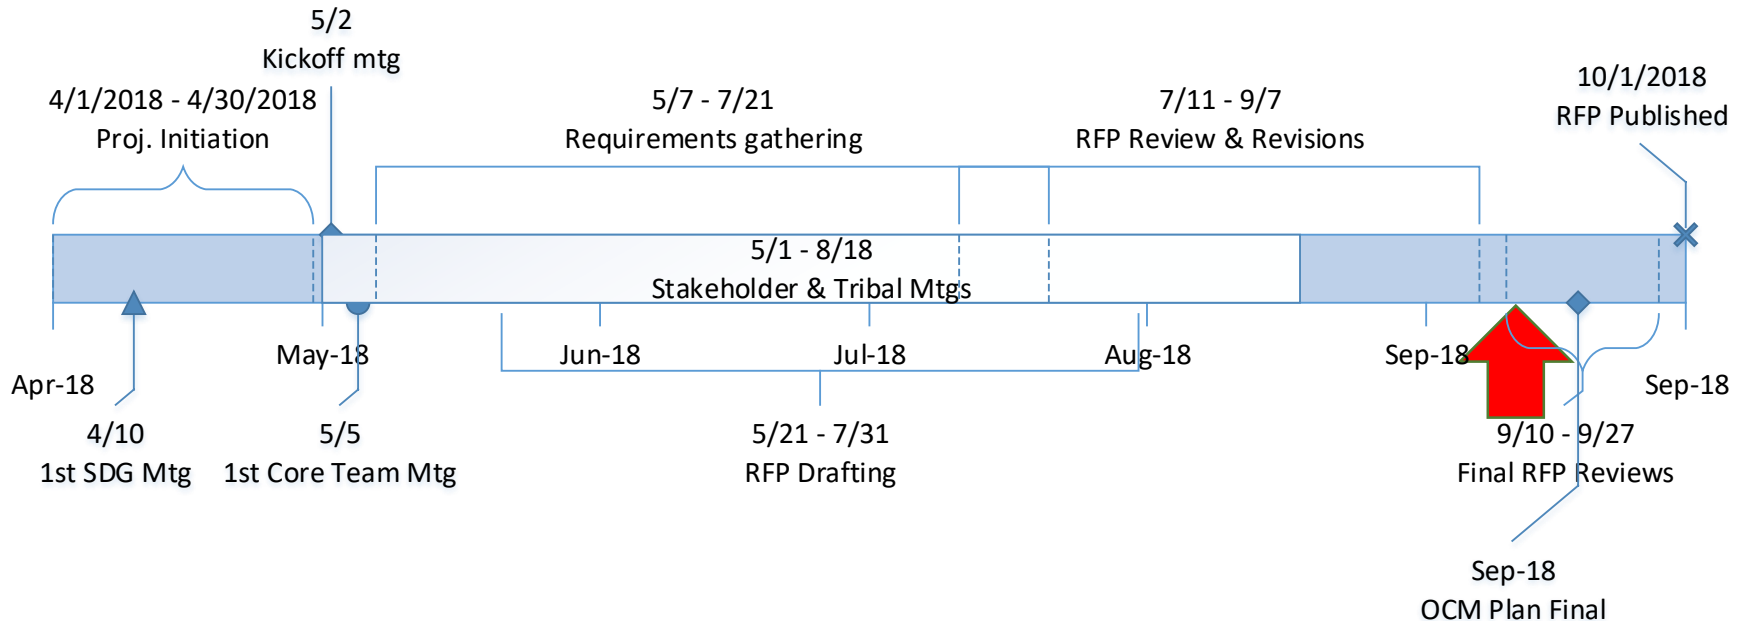 5/2
Kickoff mtg
4/1/2018 - 4/30/2018
Proj. Initiation
5/7 - 7/21
Requirements gathering
7/11 - 9/7
RFP Review & Revisions
10/1/2018
RFP Published
5/1 - 8/18
Stakeholder & Tribal Mtgs
Apr-18
May-18
Jun-18
Jul-18
Aug-18
Sep-18
Sep-18
4/10
1st SDG Mtg
5/5
1st Core Team Mtg
5/21 - 7/31
RFP Drafting
9/10 - 9/27
Final RFP Reviews
Sep-18
OCM Plan Final